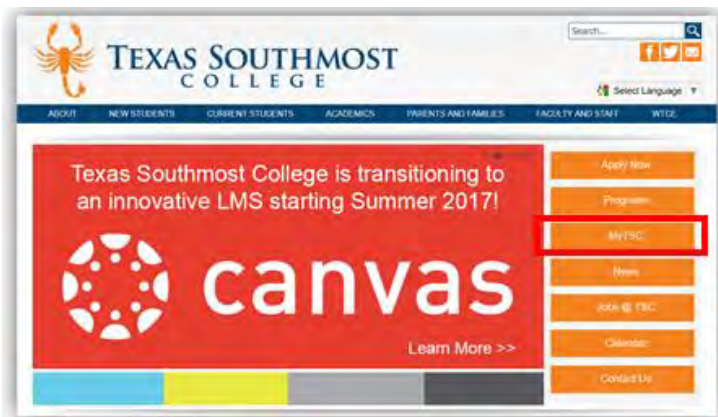 Search...
TEXAS SOUTHMOST
COLLEGE
Select Language ▼
ABOUT NEW STUDENTS CURRENT STUDENTS ACADEMICS PARENTS AND FAMILIES FACULTY AND STAFF WTCE
Texas Southmost College is transitioning to
an innovative LMS starting Summer 2017!
canvas
Learn More >>
Apply Now
Programs
MyTSC
News
Jobs @ TSC
Calendar
Contact Us